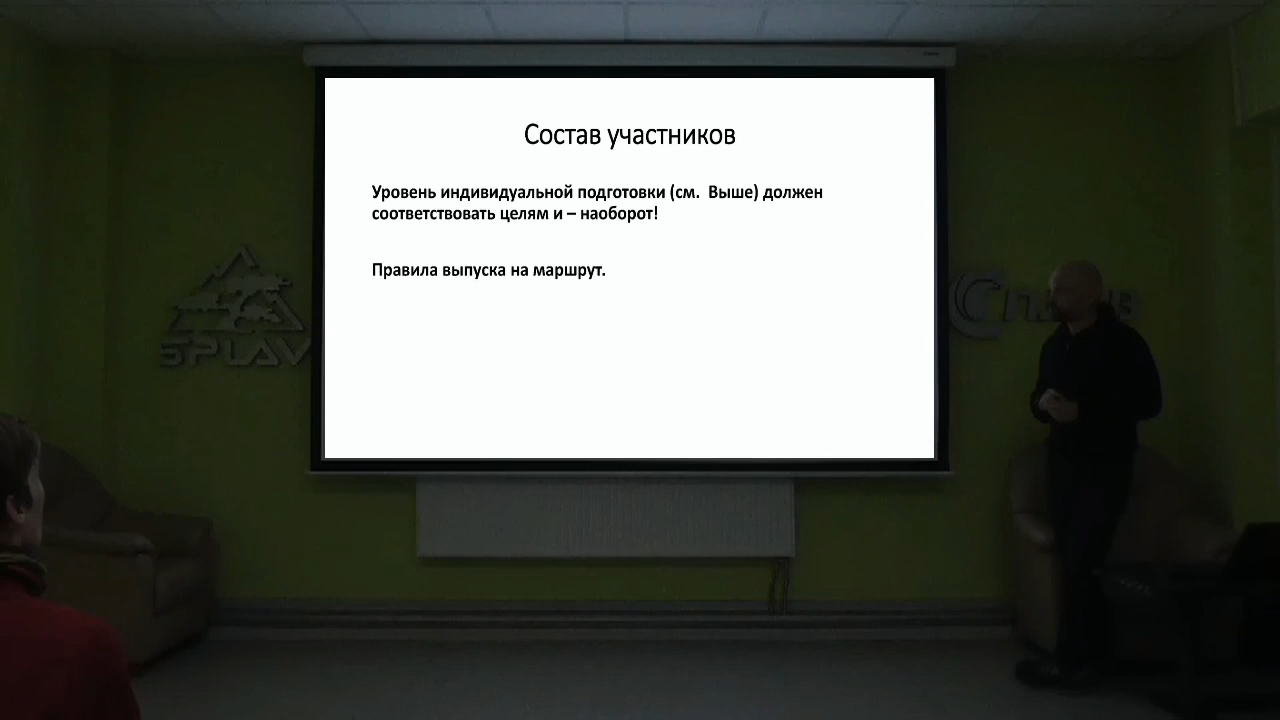 Состав участников
Уровень индивидуальной подготовки (см. Выше) должен
соответствовать целям и – наоборот!
Правила выпуска на маршрут.
SPLAV